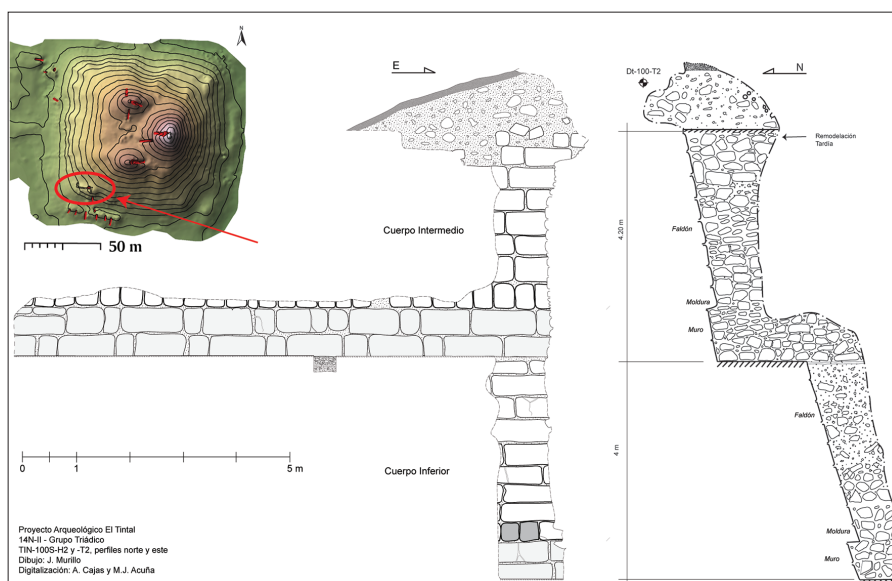 N
50 m
E
N
Dt-100-T2
Remodelación
Tardía
Cuerpo Intermedio
4.20 m
Faldón
Moldura
Muro
Faldón
4 m
Cuerpo Inferior
0 1 5 m
Moldura
Muro
Proyecto Arqueológico El Tintal
14N-II - Grupo Triádico
TIN-100S-H2 y -T2, perfiles norte y este
Dibujo: J. Murillo
Digitalización: A. Cajas y M.J. Acuña